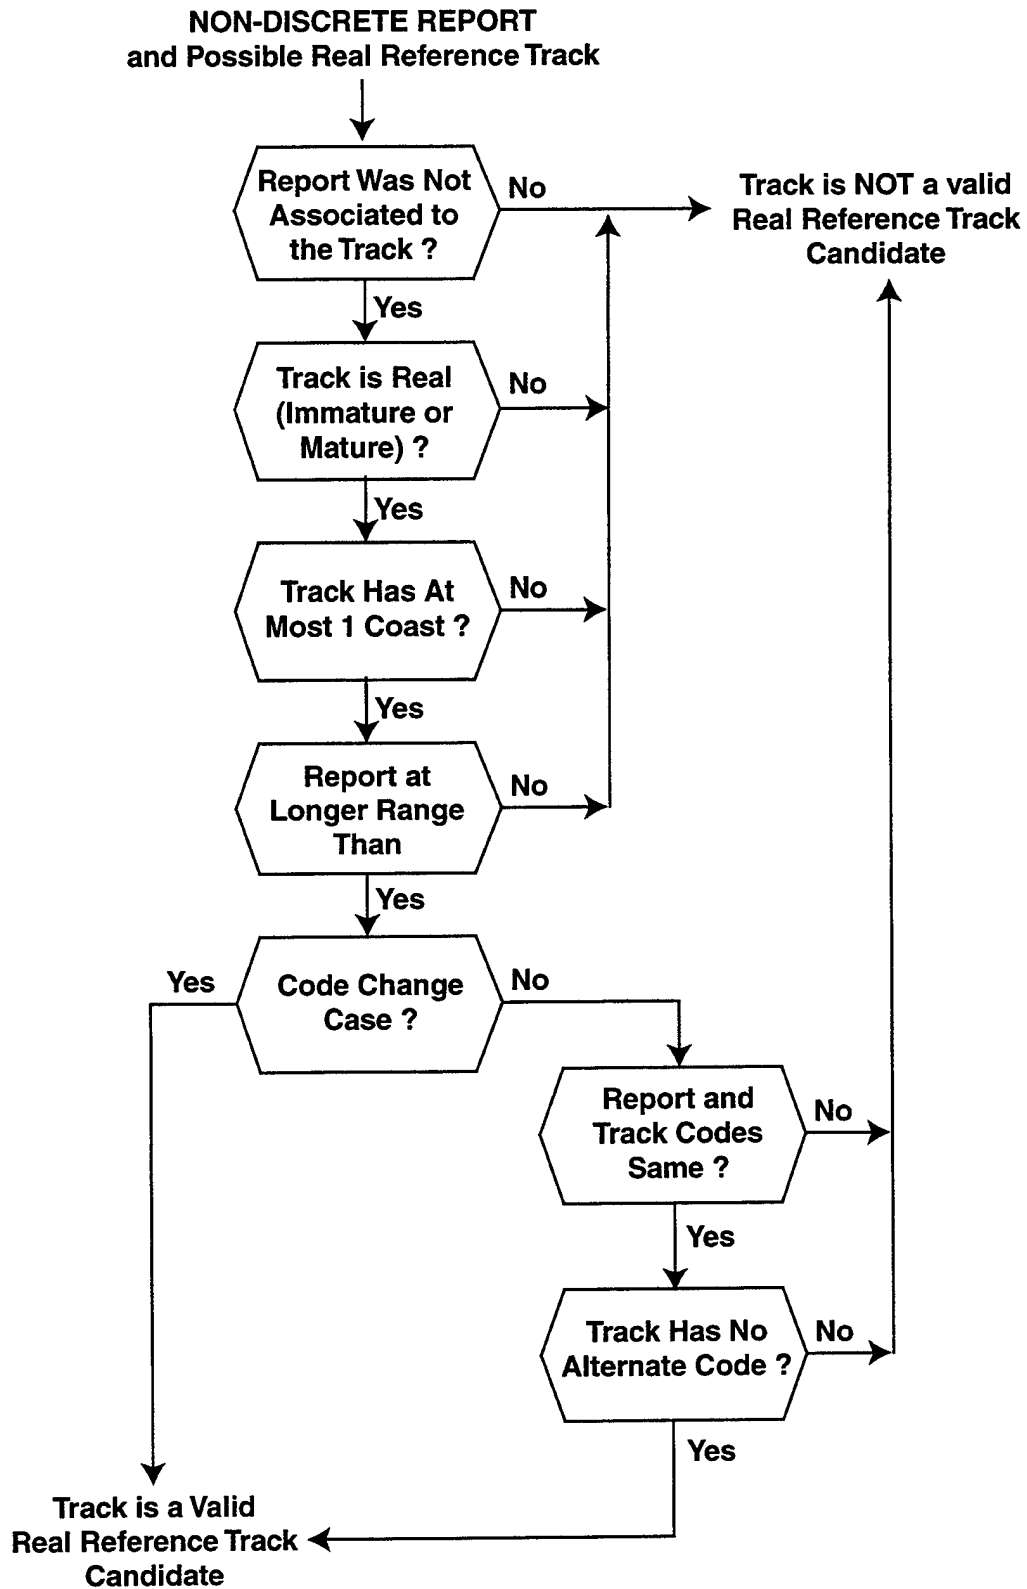 NON-DISCRETE REPORT
and Possible Real Reference Track
Report Was Not
Associated to
the Track ?
No
Track is NOT a valid
Real Reference Track
Candidate
Yes
Track is Real
(Immature or
Mature) ?
No
Yes
Track Has At
Most 1 Coast ?
No
Yes
Report at
Longer Range
Than
No
Yes
Code Change
Case ?
Yes
No
Report and
Track Codes
Same ?
No
Yes
Track Has No
Alternate Code ?
No
Yes
Track is a Valid
Real Reference Track
Candidate